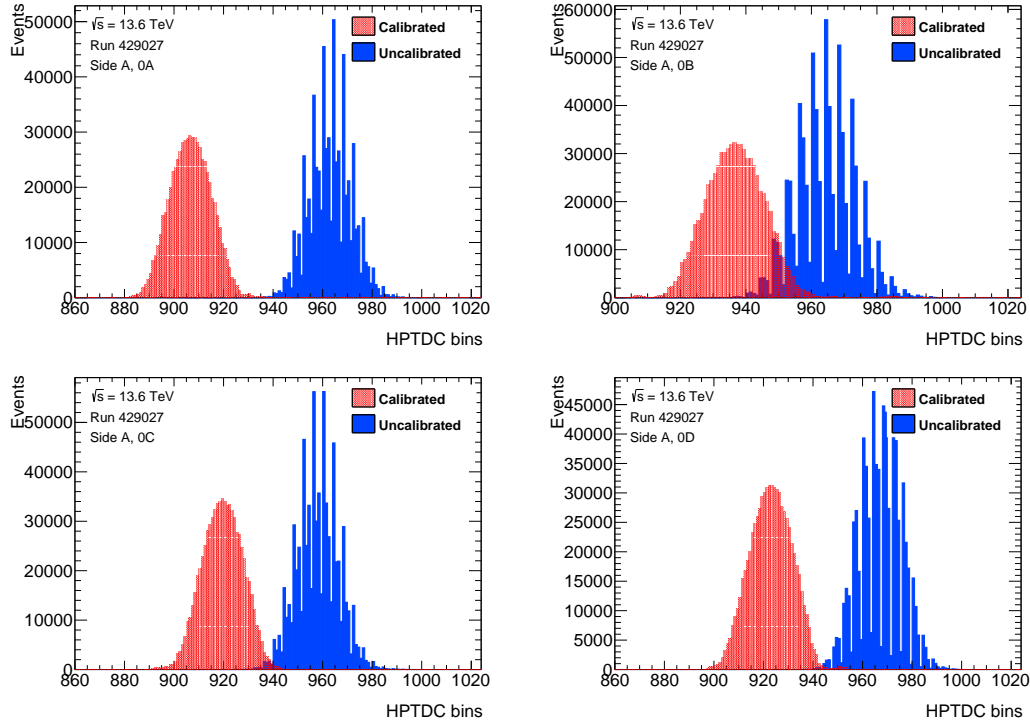 Events
50000
40000
30000
20000
10000
0
√s = 13.6 TeV
Run 429027
Side A, 0A
Calibrated
Uncalibrated
860 880 900 920 940 960 980 1000 1020
HPTDC bins
Events
60000
50000
40000
30000
20000
10000
0
√s = 13.6 TeV
Run 429027
Side A, 0B
Calibrated
Uncalibrated
900 920 940 960 980 1000 1020
HPTDC bins
Events
50000
40000
30000
20000
10000
0
√s = 13.6 TeV
Run 429027
Side A, 0C
Calibrated
Uncalibrated
860 880 900 920 940 960 980 1000 1020
HPTDC bins
Events
45000
40000
35000
30000
25000
20000
15000
10000
5000
0
√s = 13.6 TeV
Run 429027
Side A, 0D
Calibrated
Uncalibrated
860 880 900 920 940 960 980 1000 1020
HPTDC bins